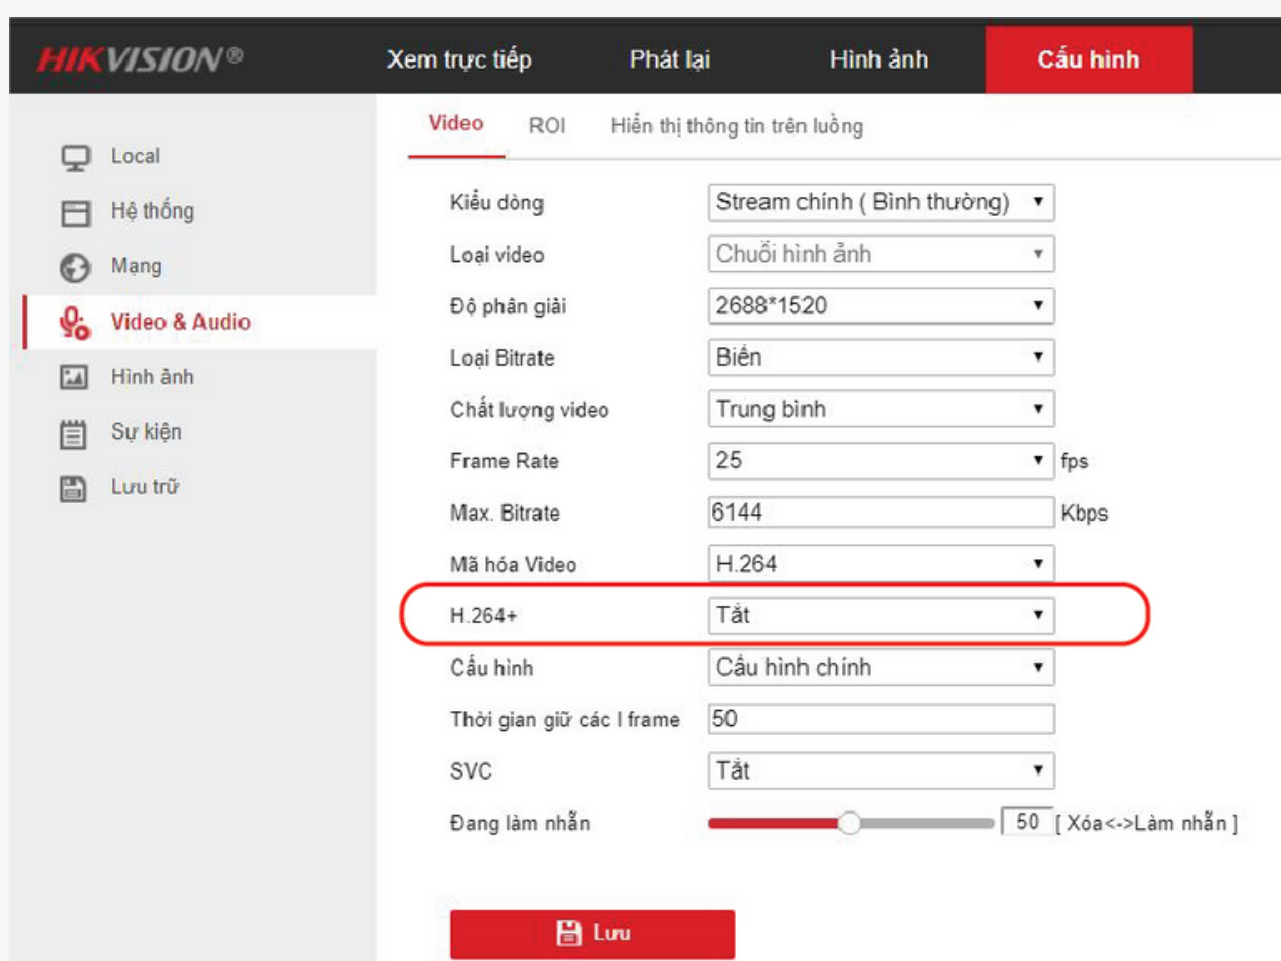 HIKVISION®
Xem trực tiếp Phát lại Hình ảnh Cấu hình
Video ROI Hiển thị thông tin trên luồng
Local
Hệ thống
Mạng
Video & Audio
Hình ảnh
Sự kiện
Lưu trữ
Kiểu dòng Stream chính ( Bình thường)
Loại video Chuỗi hình ảnh
Độ phân giải 2688*1520
Loại Bitrate Biến
Chất lượng video Trung bình
Frame Rate 25 fps
Max. Bitrate 6144 Kbps
Mã hóa Video H.264
H.264+ Tắt
Cấu hình Cấu hình chính
Thời gian giữ các I frame 50
SVC Tắt
Đang làm nhẵn 50 [ Xóa<->Làm nhẵn ]
Lưu